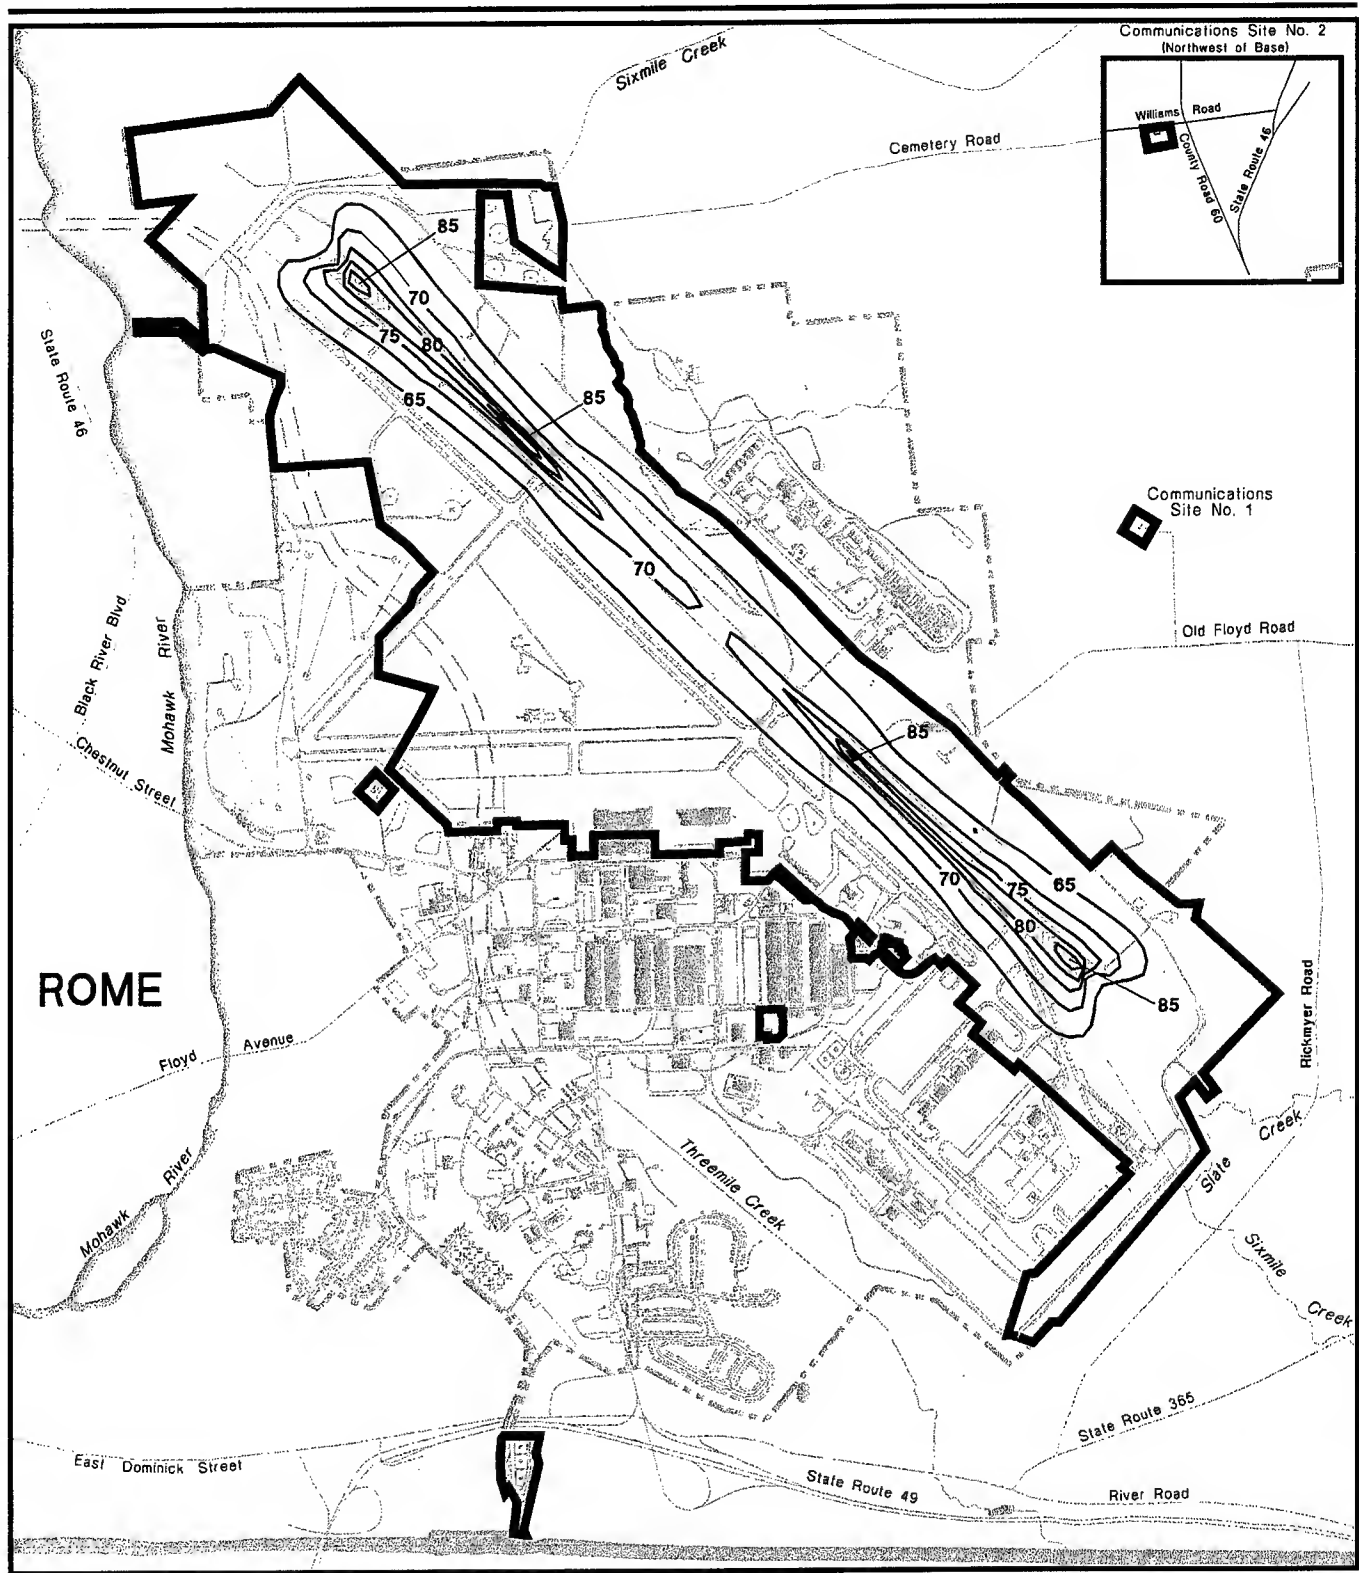 Communications Site No. 2
(Northwest of Base)
Williams Road
County Road 60
State Route 46
Sixmile Creek
Cemetery Road
85
70
75
80
65
85
State Route 46
Communications
Site No. 1
70
Old Floyd Road
Black River Blvd
Mohawk River
Chestnut Street
85
70
75
65
80
85
ROME
Floyd Avenue
Rickmyer Road
Mohawk River
Threemile Creek
Slate Creek
Sixmile Creek
State Route 365
East Dominick Street
State Route 49
River Road